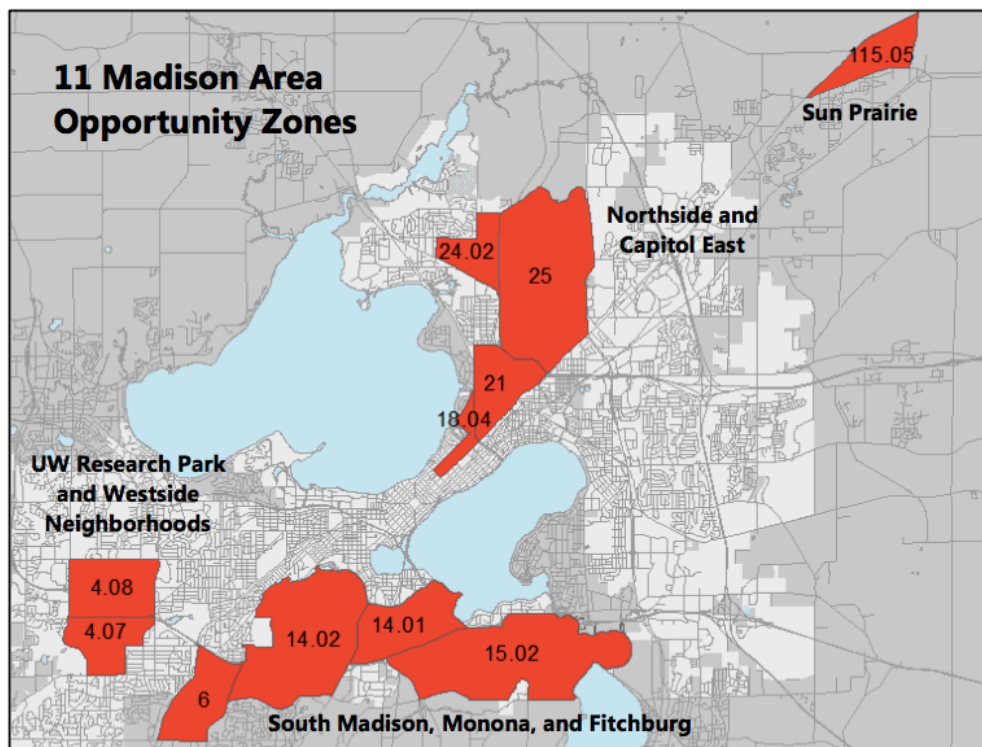 11 Madison Area
Opportunity Zones
115.05
Sun Prairie
Northside and
Capitol East
24.02
25
21
18.04
UW Research Park
and Westside
Neighborhoods
4.08
4.07
14.02
14.01
15.02
6
South Madison, Monona, and Fitchburg